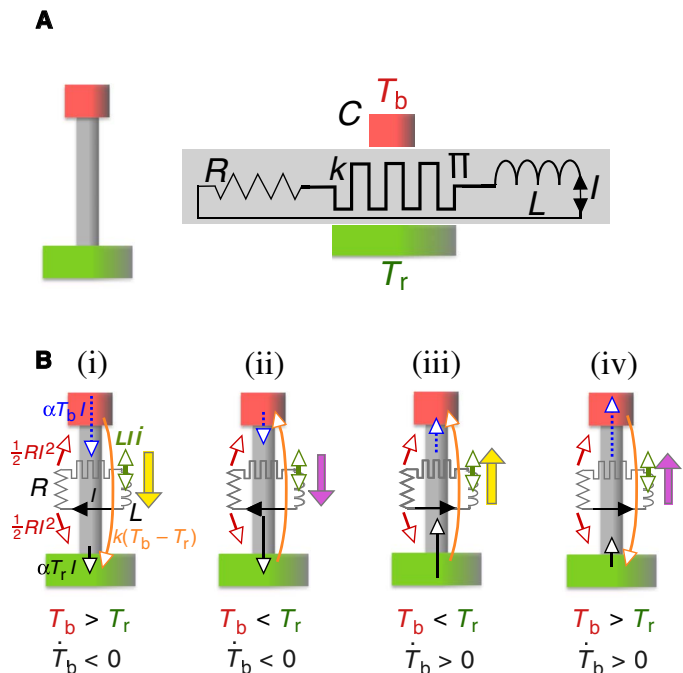 A
C T_b
R k Π L I
T_r
B (i) (ii) (iii) (iv)
αT_b I
½RI² LIİ
R I L
½RI² k(T_b − T_r)
αT_r I
T_b > T_r T_b < T_r T_b < T_r T_b > T_r
Ṫ_b < 0 Ṫ_b < 0 Ṫ_b > 0 Ṫ_b > 0